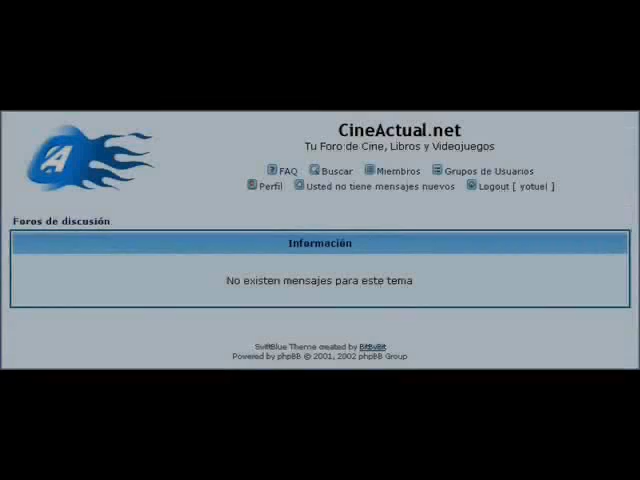 CineActual.net
Tu Foro de Cine, Libros y Videojuegos
FAQ Buscar Miembros Grupos de Usuarios
Perfil Usted no tiene mensajes nuevos Logout [ yotuel ]
Foros de discusión
Información
No existen mensajes para este tema
SwiftBlue Theme created by BitByBit
Powered by phpBB © 2001, 2002 phpBB Group